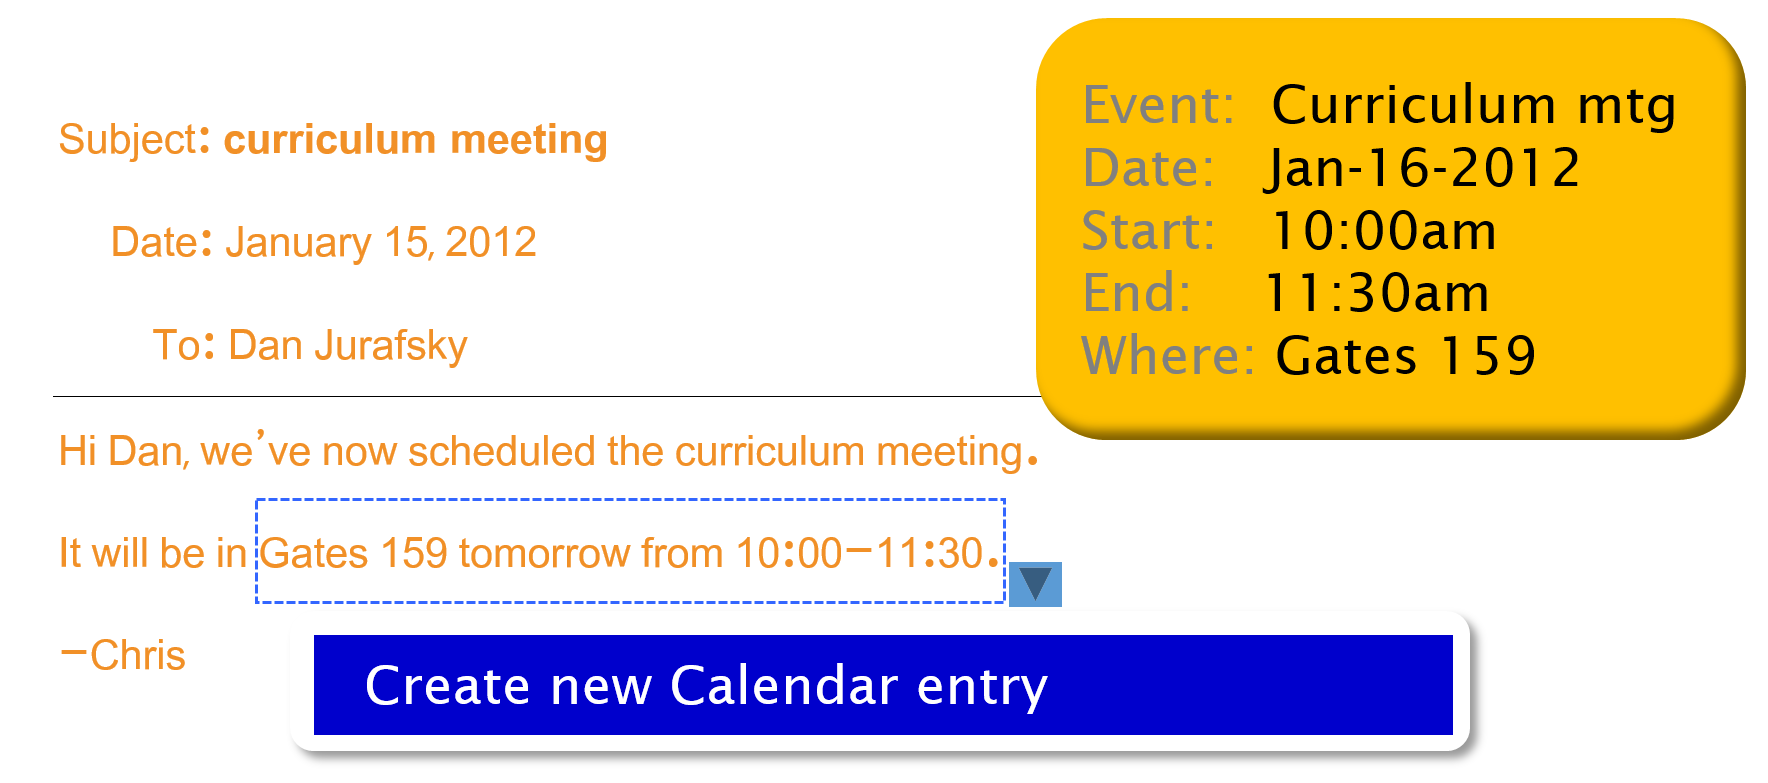 Subject: curriculum meeting
Date: January 15, 2012
To: Dan Jurafsky
Hi Dan, we’ve now scheduled the curriculum meeting.
It will be in Gates 159 tomorrow from 10:00–11:30.
–Chris
Event: Curriculum mtg
Date: Jan-16-2012
Start: 10:00am
End: 11:30am
Where: Gates 159
Create new Calendar entry